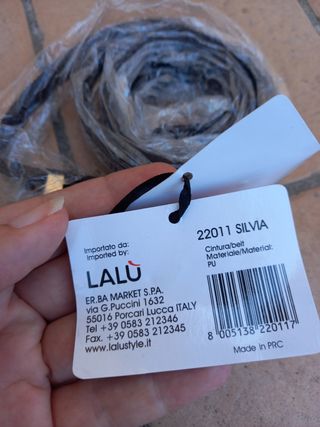 Importato da:
Imported by:
LALÙ
ER.BA MARKET S.P.A.
via G.Puccini 1632
55016 Porcari Lucca ITALY
Tel +39 0583 212346
Fax. +39 0583 212345
www.lalustyle.it
22011 SILVIA
Cintura/belt
Materiale/Material:
PU
8 005138 220117
Made in PRC